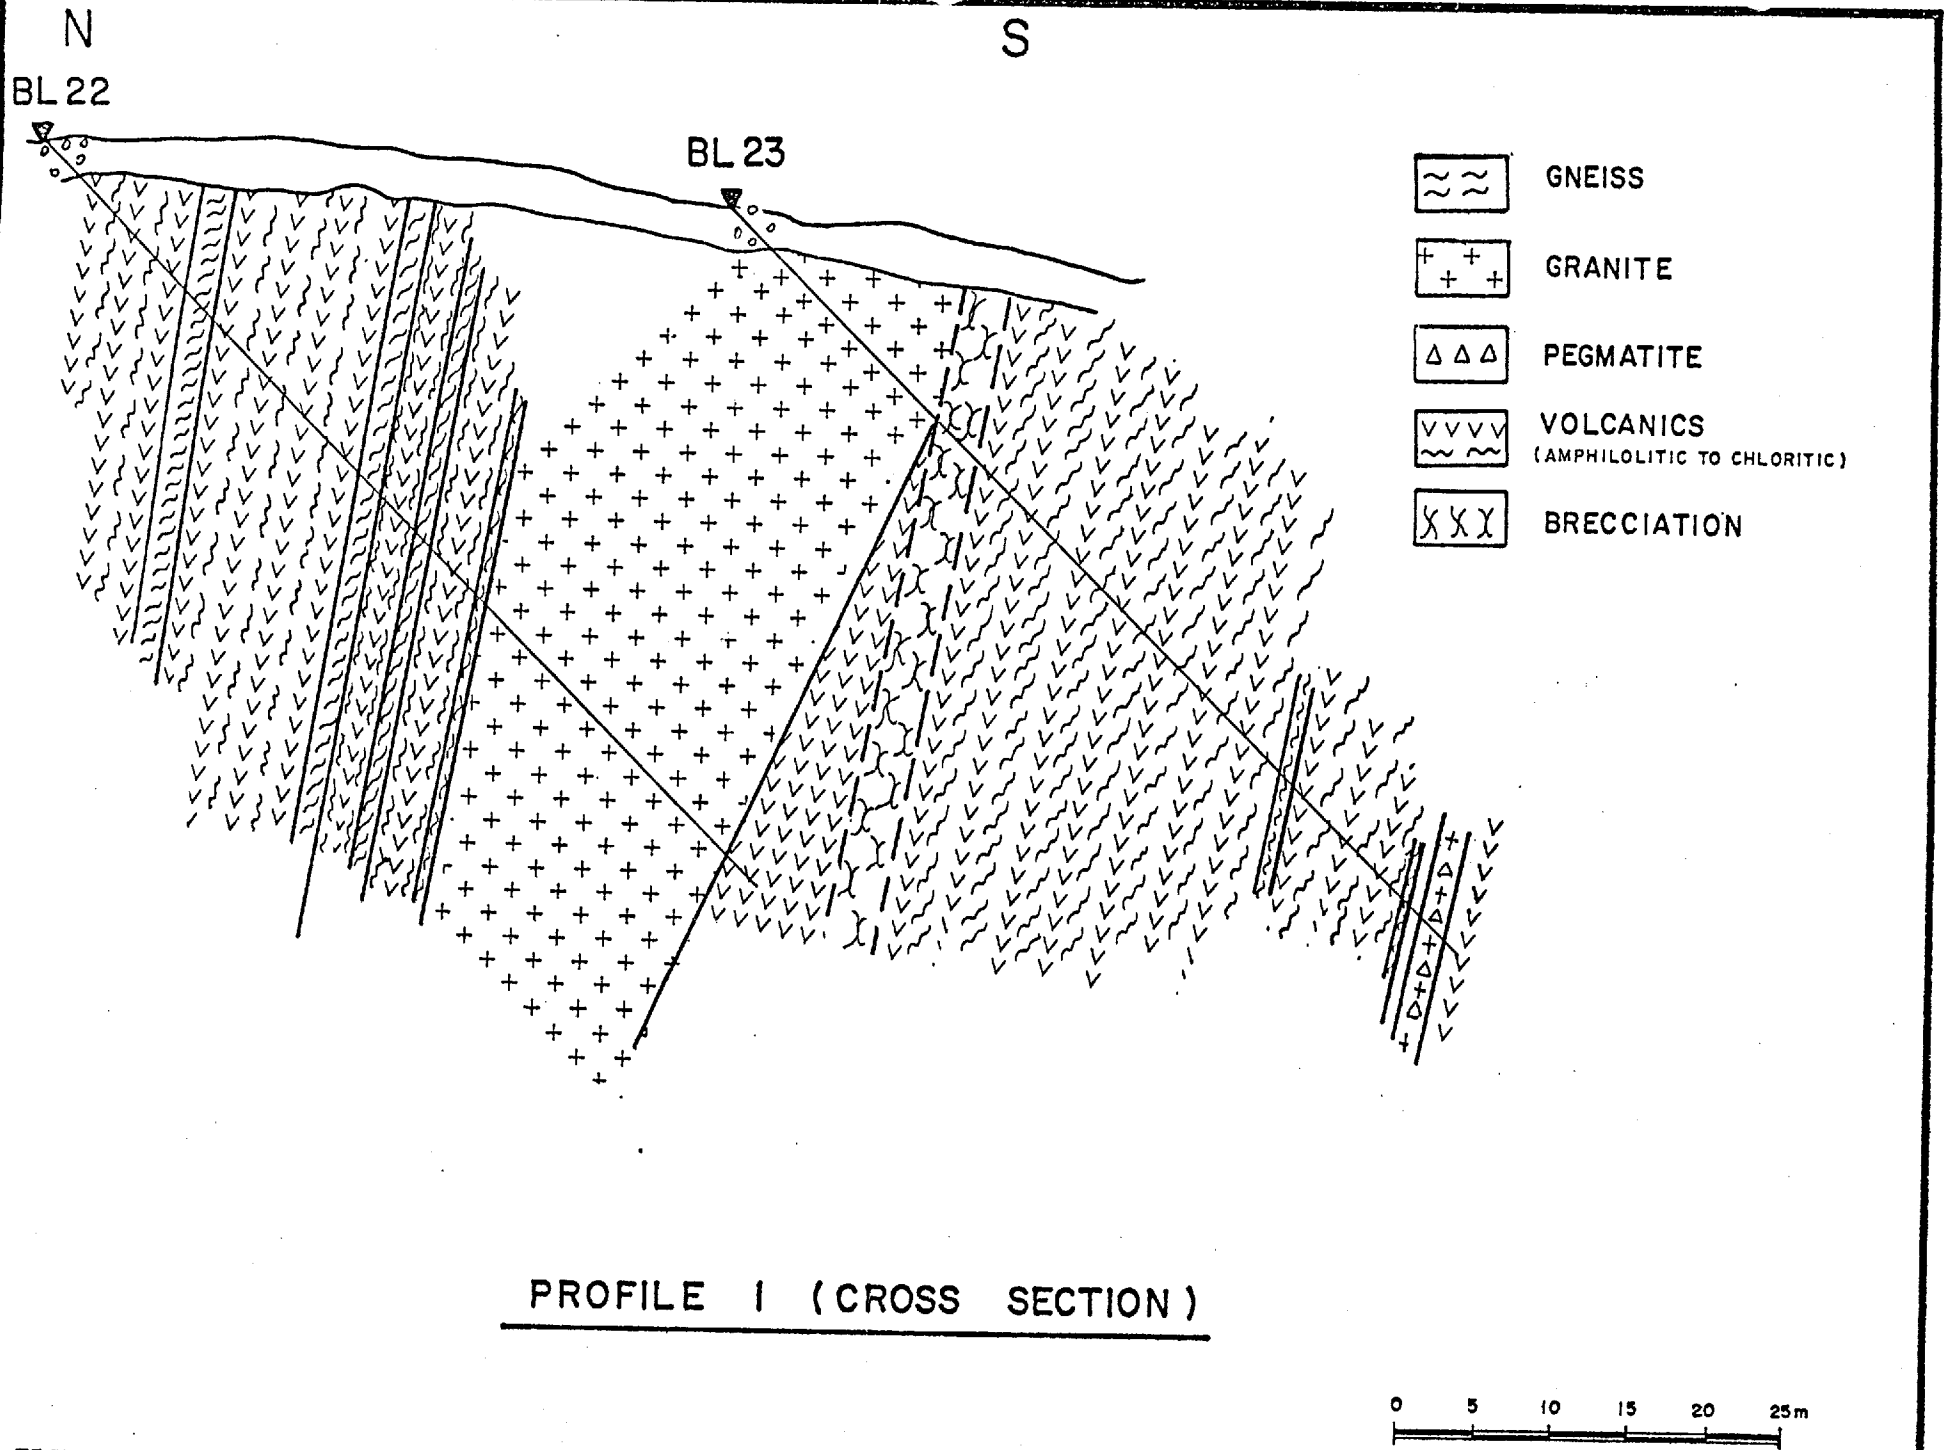 N
S
BL 22
BL 23
GNEISS
GRANITE
PEGMATITE
VOLCANICS
(AMPHILOLITIC TO CHLORITIC)
BRECCIATION
PROFILE 1 (CROSS SECTION)
0 5 10 15 20 25m